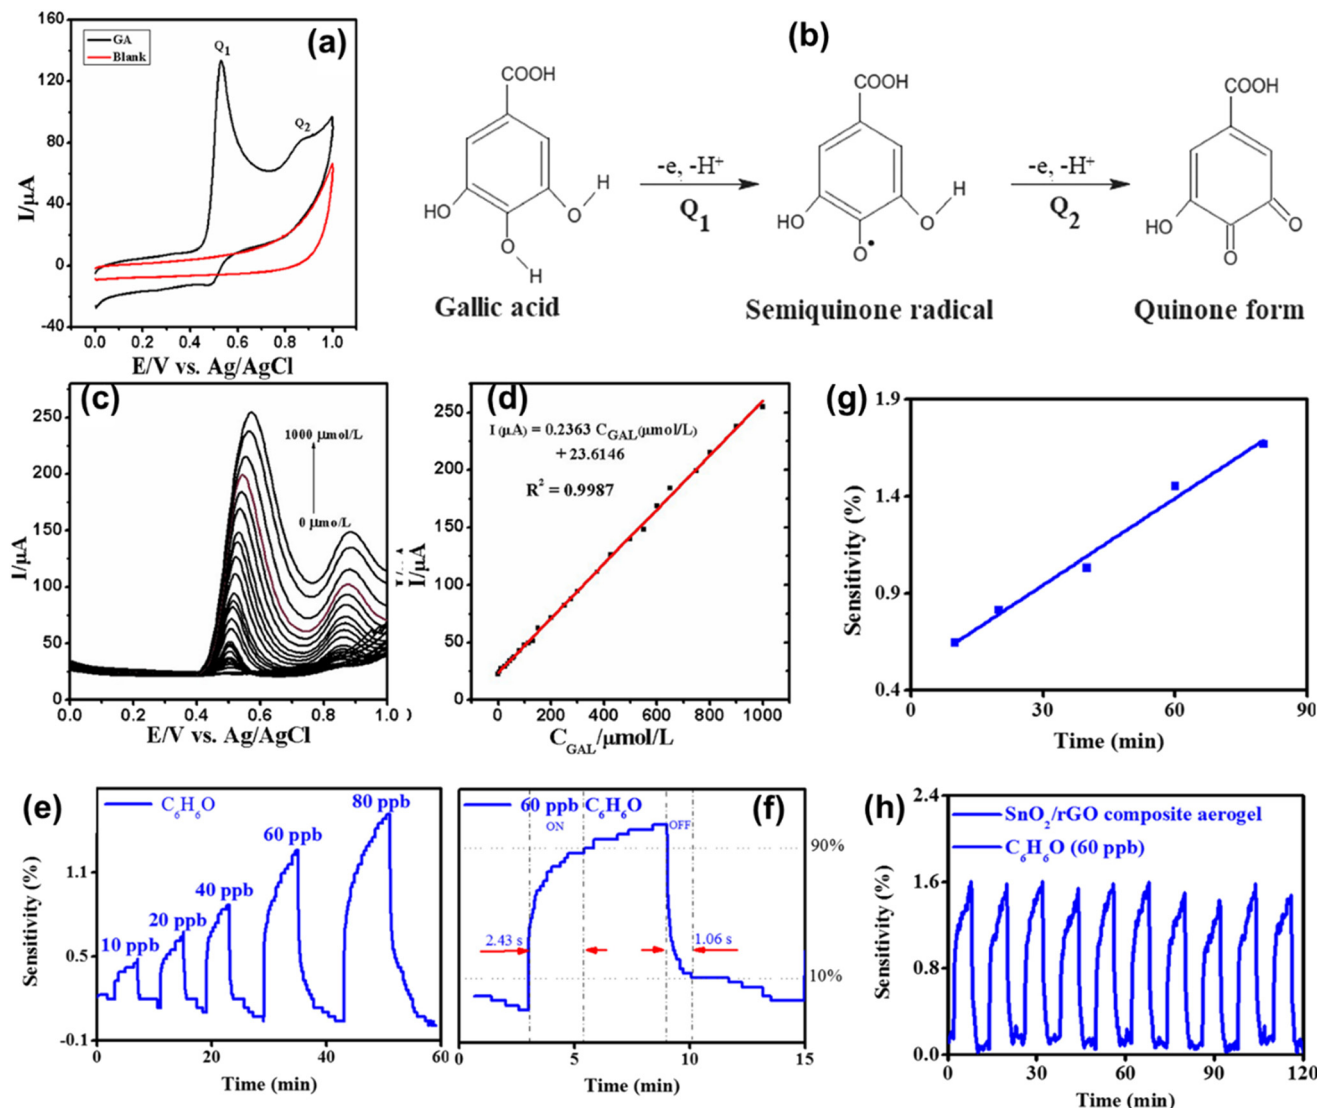 (a)
160
120
80
40
0
-40
I/µA
GA
Blank
Q1
Q2
0.0 0.2 0.4 0.6 0.8 1.0
E/V vs. Ag/AgCl
(b)
COOH
HO
O
H
O
H
Gallic acid
-e, -H+
Q1
COOH
HO
O
H
O•
Semiquinone radical
-e, -H+
Q2
COOH
HO
O
O
Quinone form
(c)
250
200
150
100
50
0
I/µA
1000 µmol/L
0 µmo/L
0.0 0.2 0.4 0.6 0.8 1.0
E/V vs. Ag/AgCl
(d)
250
200
150
100
50
0
I/µA
I (µA) = 0.2363 CGAL(µmol/L)
+ 23.6146
R2 = 0.9987
0 200 400 600 800 1000
CGAL/µmol/L
(g)
1.9
1.4
0.9
0.4
Sensitivity (%)
0 30 60 90
Time (min)
(e)
C6H6O
1.1
0.5
-0.1
Sensitivity (%)
10 ppb
20 ppb
40 ppb
60 ppb
80 ppb
0 20 40 60
Time (min)
(f)
60 ppb C6H6O
ON
OFF
90%
10%
2.43 s
1.06 s
0 5 10 15
Time (min)
(h)
2.4
1.6
0.8
0.0
Sensitivity (%)
SnO2/rGO composite aerogel
C6H6O (60 ppb)
0 30 60 90 120
Time (min)